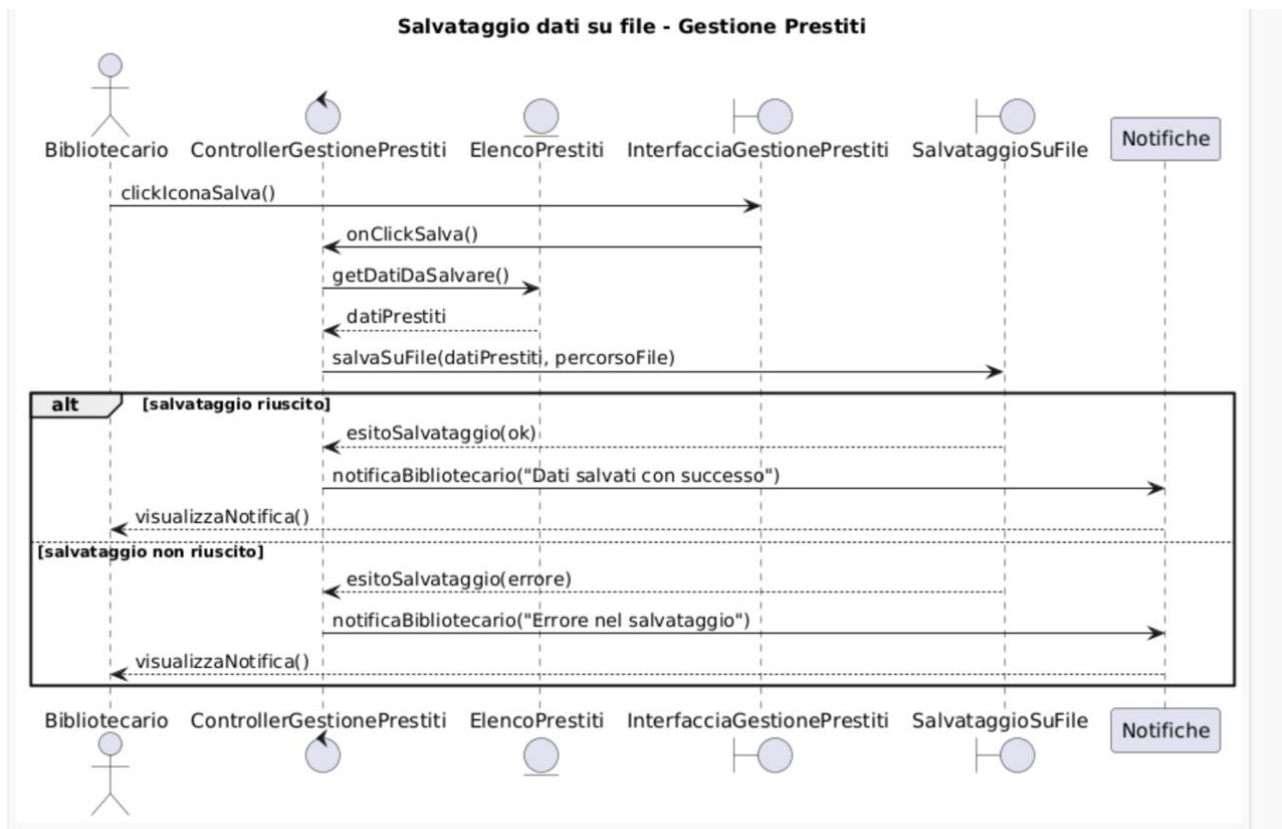 Salvataggio dati su file - Gestione Prestiti
Bibliotecario ControllerGestionePrestiti ElencoPrestiti InterfacciaGestionePrestiti SalvataggioSuFile Notifiche
clickIconaSalva()
onClickSalva()
getDatiDaSalvare()
datiPrestiti
salvaSuFile(datiPrestiti, percorsoFile)
alt [salvataggio riuscito]
esitoSalvataggio(ok)
notificaBibliotecario("Dati salvati con successo")
visualizzaNotifica()
[salvataggio non riuscito]
esitoSalvataggio(errore)
notificaBibliotecario("Errore nel salvataggio")
visualizzaNotifica()
Bibliotecario ControllerGestionePrestiti ElencoPrestiti InterfacciaGestionePrestiti SalvataggioSuFile Notifiche